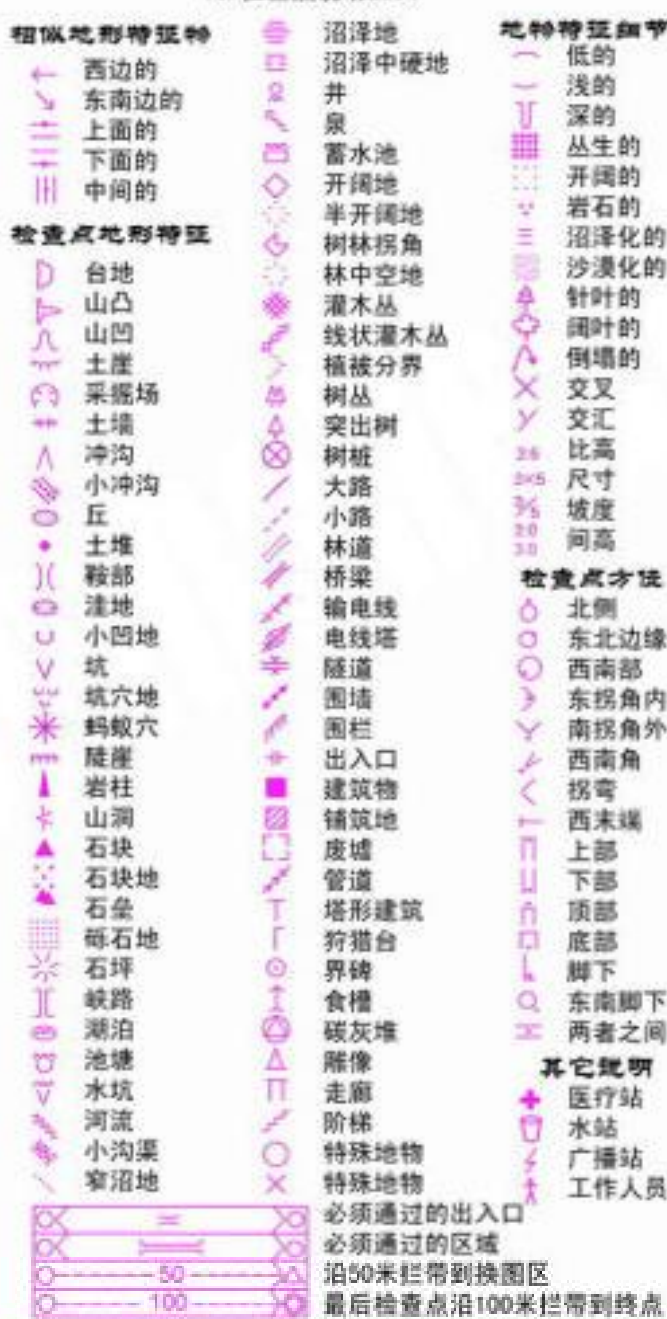 相似地形特征物
西边的
东南边的
上面的
下面的
中间的
检查点地形特征
台地
山凸
山凹
土崖
采掘场
土墙
冲沟
小冲沟
丘
土堆
鞍部
洼地
小凹地
坑
坑穴地
蚂蚁穴
陡崖
岩柱
山洞
石块
石块地
石垒
砾石地
石坪
峡路
湖泊
池塘
水坑
河流
小沟渠
窄沼地
沼泽地
沼泽中硬地
井
泉
蓄水池
开阔地
半开阔地
树林拐角
林中空地
灌木丛
线状灌木丛
植被分界
树丛
突出树
树桩
大路
小路
林道
桥梁
输电线
电线塔
隧道
围墙
围栏
出入口
建筑物
铺筑地
废墟
管道
塔形建筑
狩猎台
界碑
食槽
碳灰堆
雕像
走廊
阶梯
特殊地物
特殊地物
地物特征细节
低的
浅的
深的
丛生的
开阔的
岩石的
沼泽化的
沙漠化的
针叶的
阔叶的
倒塌的
交叉
交汇
比高
尺寸
坡度
间高
检查点方位
北侧
东北边缘
西南部
东拐角内
南拐角外
西南角
拐弯
西末端
上部
下部
顶部
底部
脚下
东南脚下
两者之间
其它说明
医疗站
水站
广播站
工作人员
必须通过的出入口
必须通过的区域
50 沿50米拦带到换图区
100 最后检查点沿100米拦带到终点